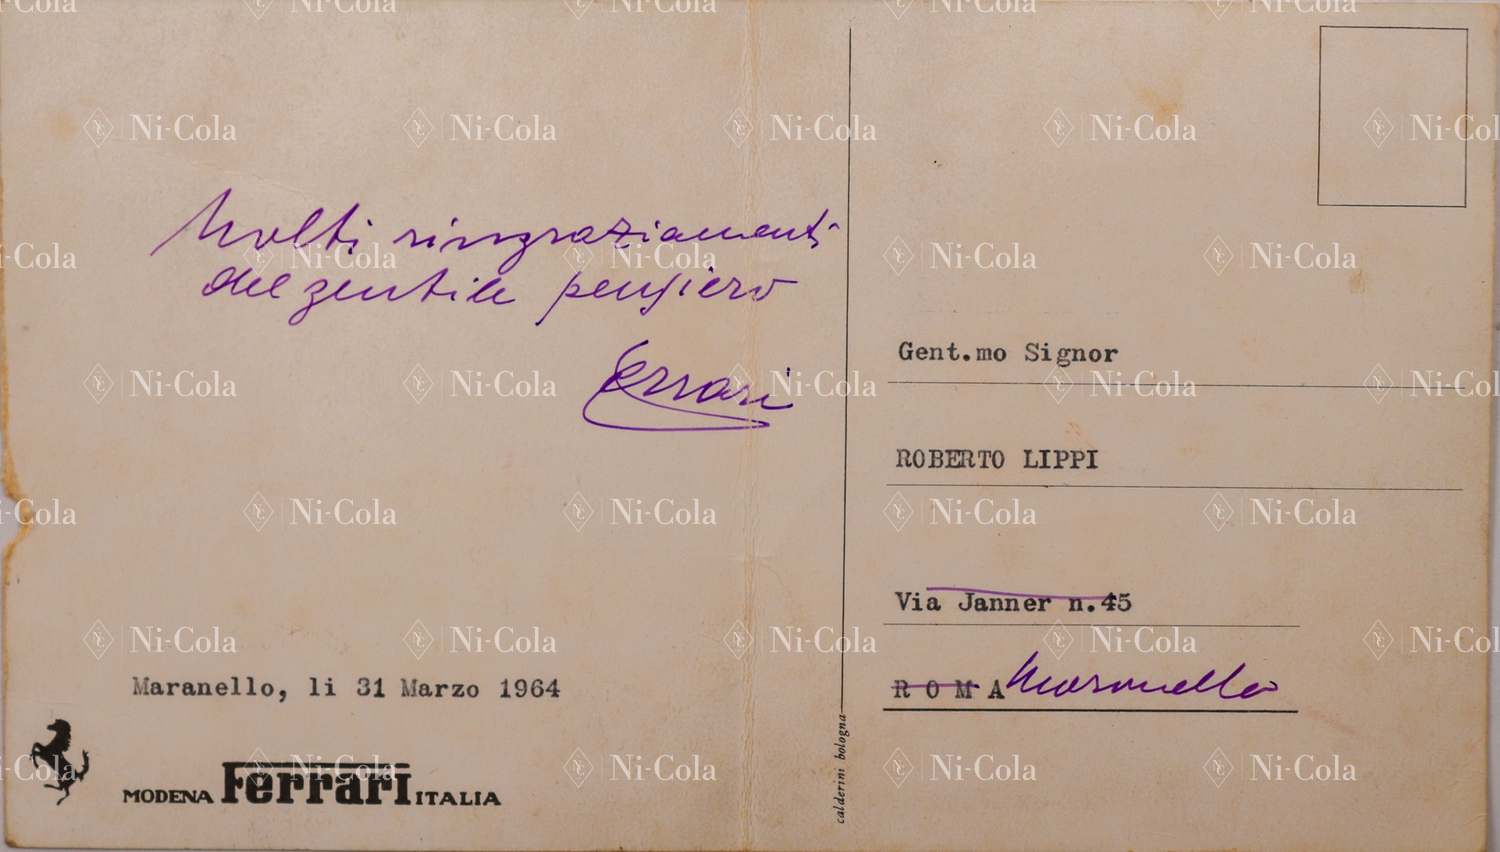 Molti ringraziamenti
del gentile pensiero
Ferrari
Maranello, li 31 Marzo 1964
MODENA Ferrari ITALIA
calderini bologna
Gent.mo Signor
ROBERTO LIPPI
Via Janner n.45
R O M A Maranello
Ni-Cola